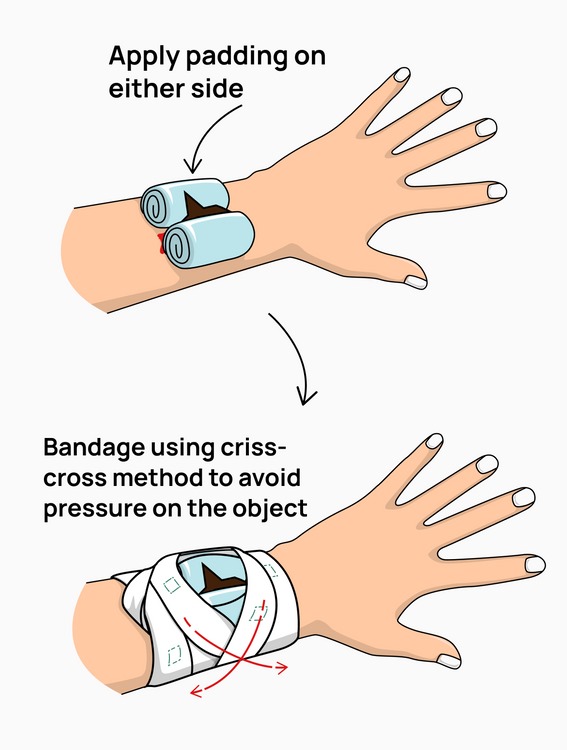 Apply padding on
either side
Bandage using criss-
cross method to avoid
pressure on the object